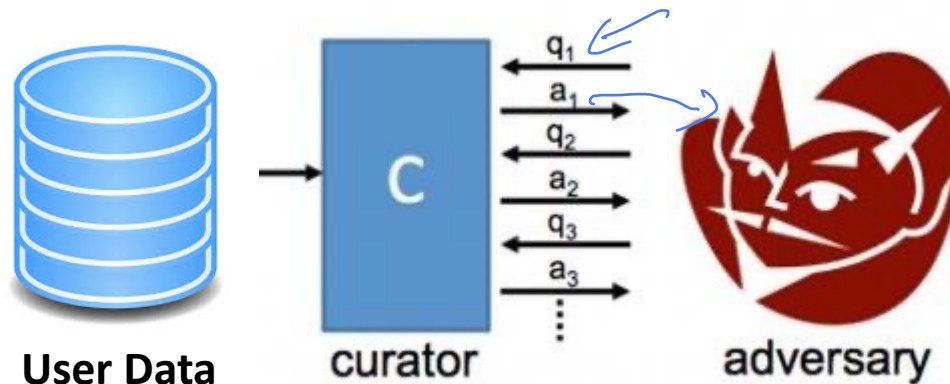 q₁
a₁
q₂
a₂
C
q₃
a₃
User Data
curator
adversary